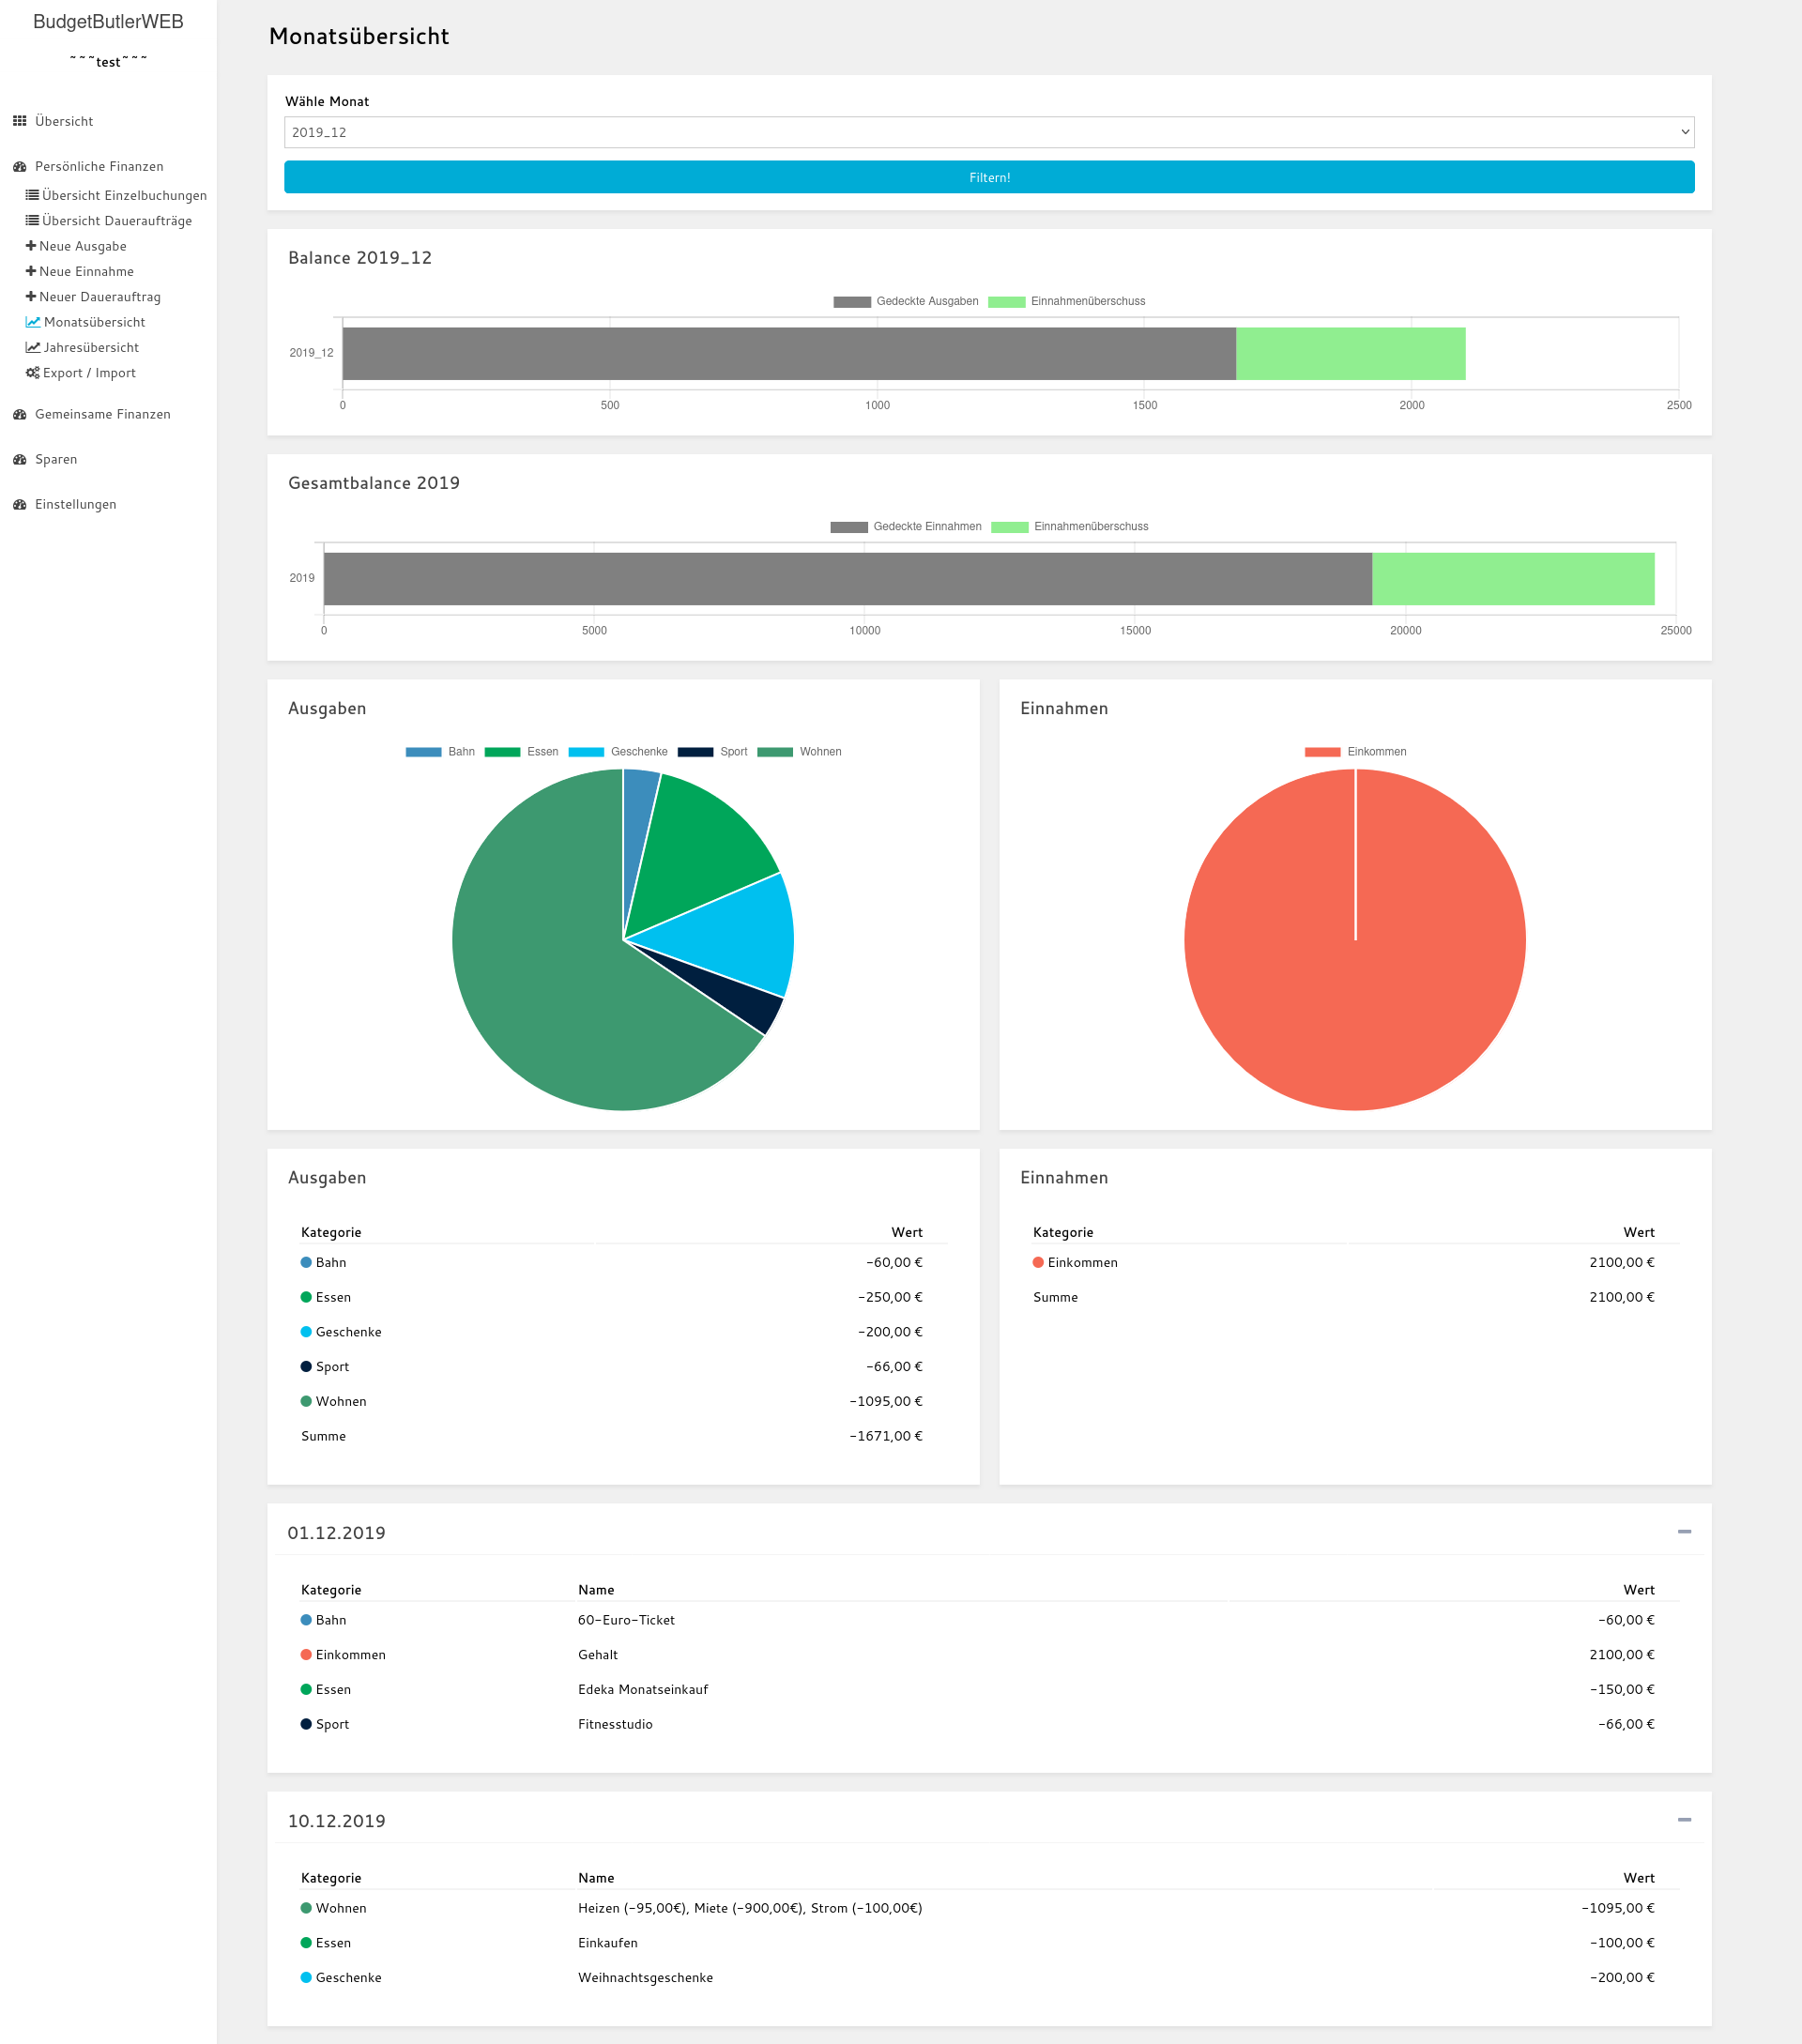 BudgetButlerWEB
~~~test~~~
Übersicht
Persönliche Finanzen
Übersicht Einzelbuchungen
Übersicht Daueraufträge
Neue Ausgabe
Neue Einnahme
Neuer Dauerauftrag
Monatsübersicht
Jahresübersicht
Export / Import
Gemeinsame Finanzen
Sparen
Einstellungen
Monatsübersicht
Wähle Monat
2019_12
Filtern!
Balance 2019_12
Gedeckte Ausgaben Einnahmenüberschuss
2019_12
0 500 1000 1500 2000 2500
Gesamtbalance 2019
Gedeckte Einnahmen Einnahmenüberschuss
2019
0 5000 10000 15000 20000 25000
Ausgaben
Bahn Essen Geschenke Sport Wohnen
Einnahmen
Einkommen
Ausgaben
Kategorie Wert
Bahn -60,00 €
Essen -250,00 €
Geschenke -200,00 €
Sport -66,00 €
Wohnen -1095,00 €
Summe -1671,00 €
Einnahmen
Kategorie Wert
Einkommen 2100,00 €
Summe 2100,00 €
01.12.2019
Kategorie Name Wert
Bahn 60-Euro-Ticket -60,00 €
Einkommen Gehalt 2100,00 €
Essen Edeka Monatseinkauf -150,00 €
Sport Fitnesstudio -66,00 €
10.12.2019
Kategorie Name Wert
Wohnen Heizen (-95,00€), Miete (-900,00€), Strom (-100,00€) -1095,00 €
Essen Einkaufen -100,00 €
Geschenke Weihnachtsgeschenke -200,00 €